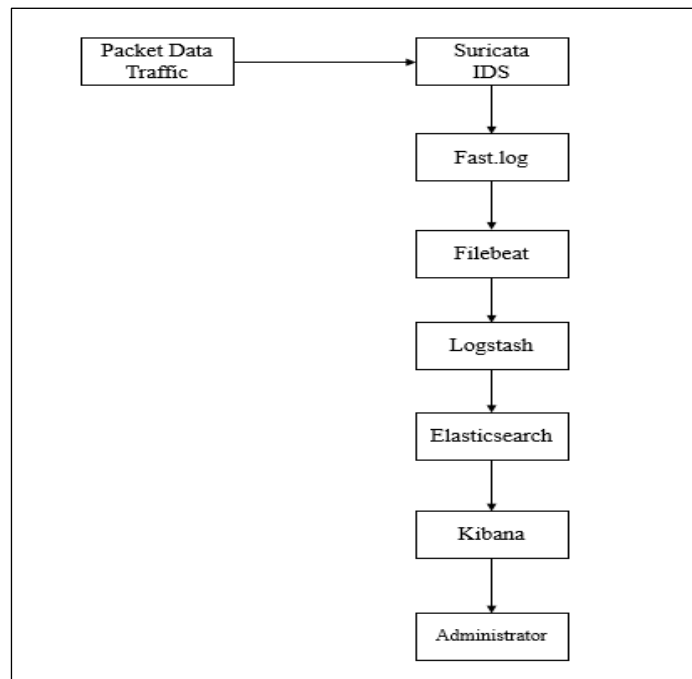 Packet Data
Traffic
Suricata
IDS
Fast.log
Filebeat
Logstash
Elasticsearch
Kibana
Administrator